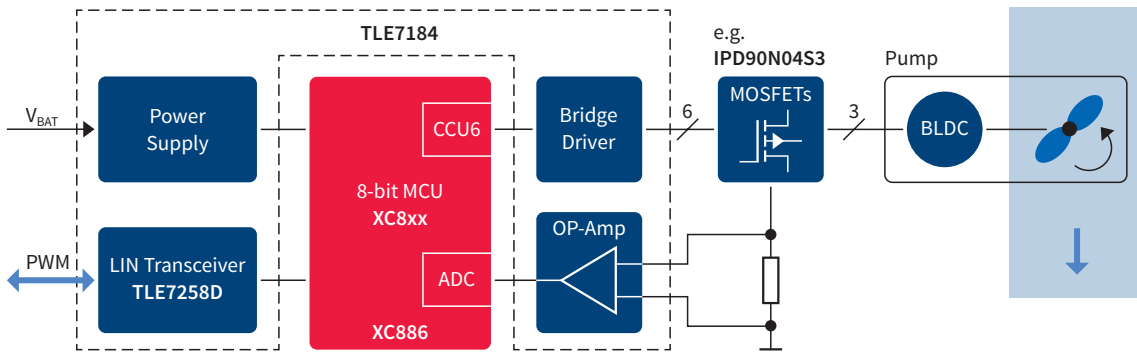 TLE7184
e.g.
IPD90N04S3
Pump
V_BAT
Power
Supply
CCU6
Bridge
Driver
6
MOSFETs
3
BLDC
8-bit MCU
XC8xx
PWM
LIN Transceiver
TLE7258D
ADC
OP-Amp
XC886